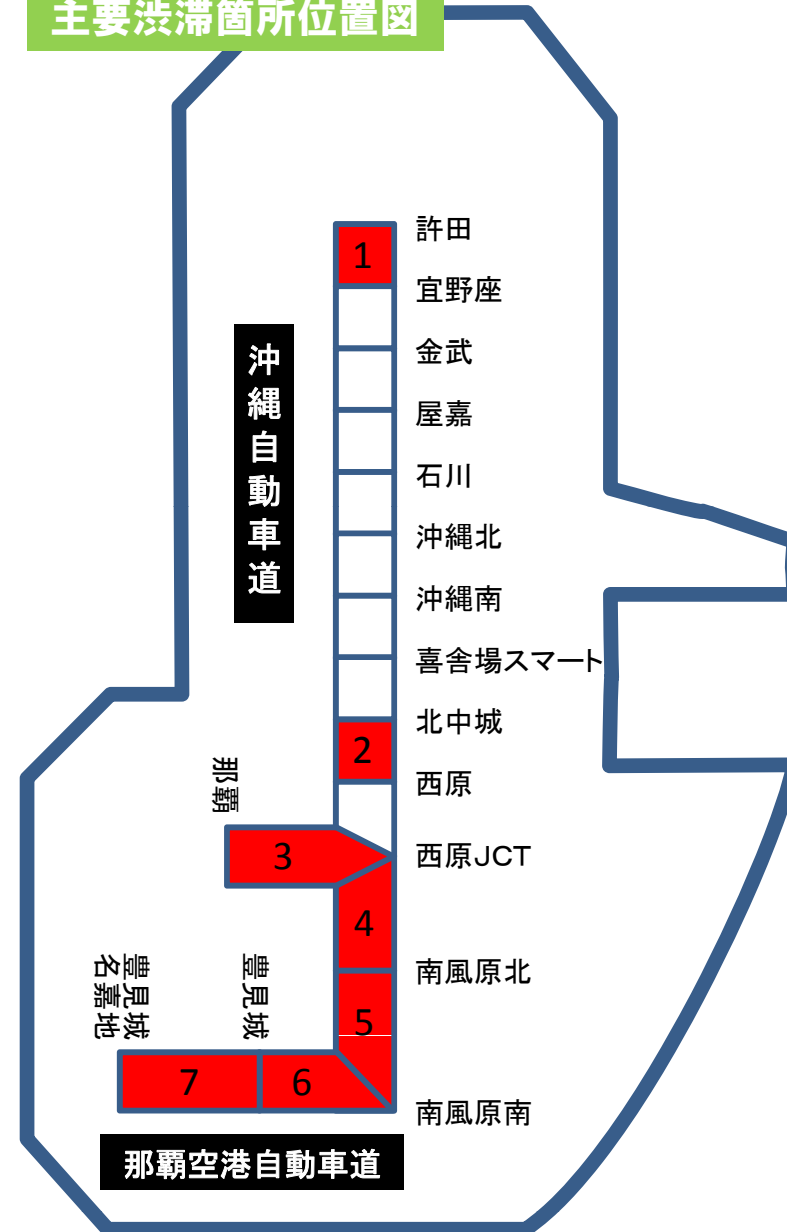 主要渋滞箇所位置図
許田
1
宜野座
金武
沖縄自動車道
屋嘉
石川
沖縄北
沖縄南
喜舎場スマート
北中城
2
西原
那覇
3
西原JCT
4
南風原北
豊見城
名嘉地
豊見城
5
7
6
南風原南
那覇空港自動車道